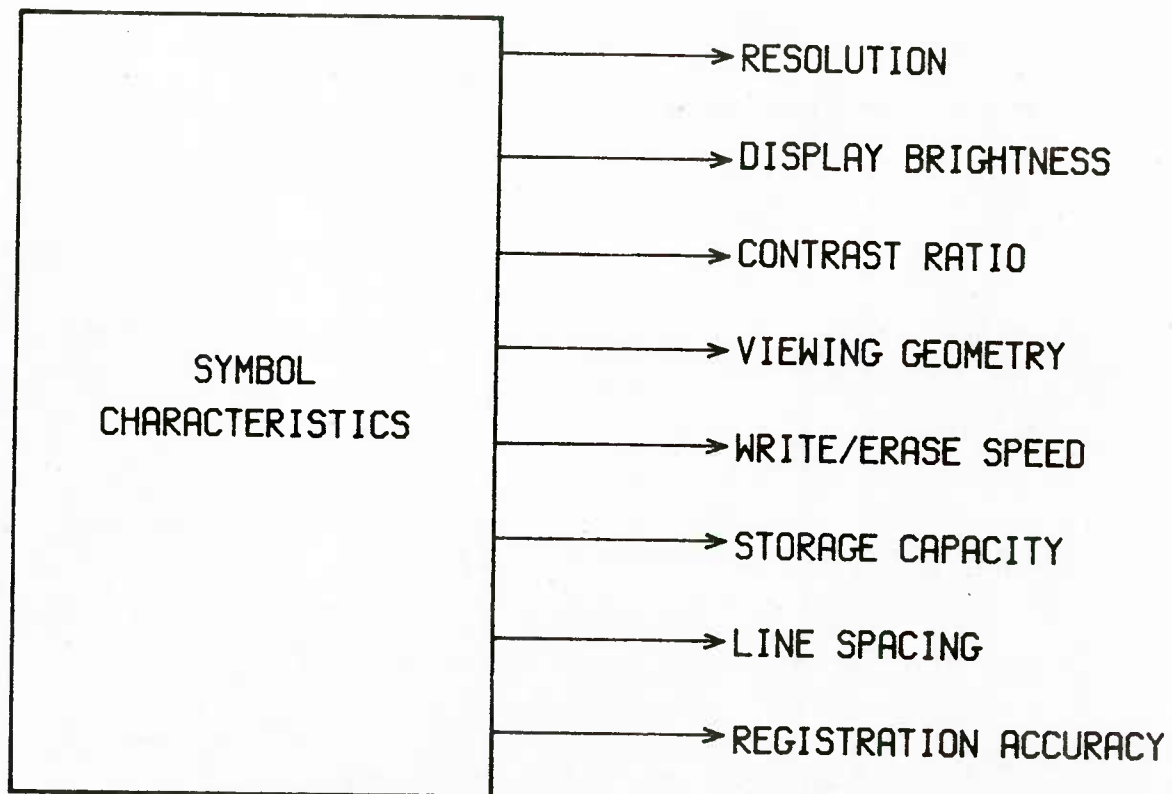 SYMBOL
CHARACTERISTICS
RESOLUTION
DISPLAY BRIGHTNESS
CONTRAST RATIO
VIEWING GEOMETRY
WRITE/ERASE SPEED
STORAGE CAPACITY
LINE SPACING
REGISTRATION ACCURACY